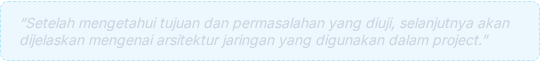 "Setelah mengetahui tujuan dan permasalahan yang diuji, selanjutnya akan
dijelaskan mengenai arsitektur jaringan yang digunakan dalam project."